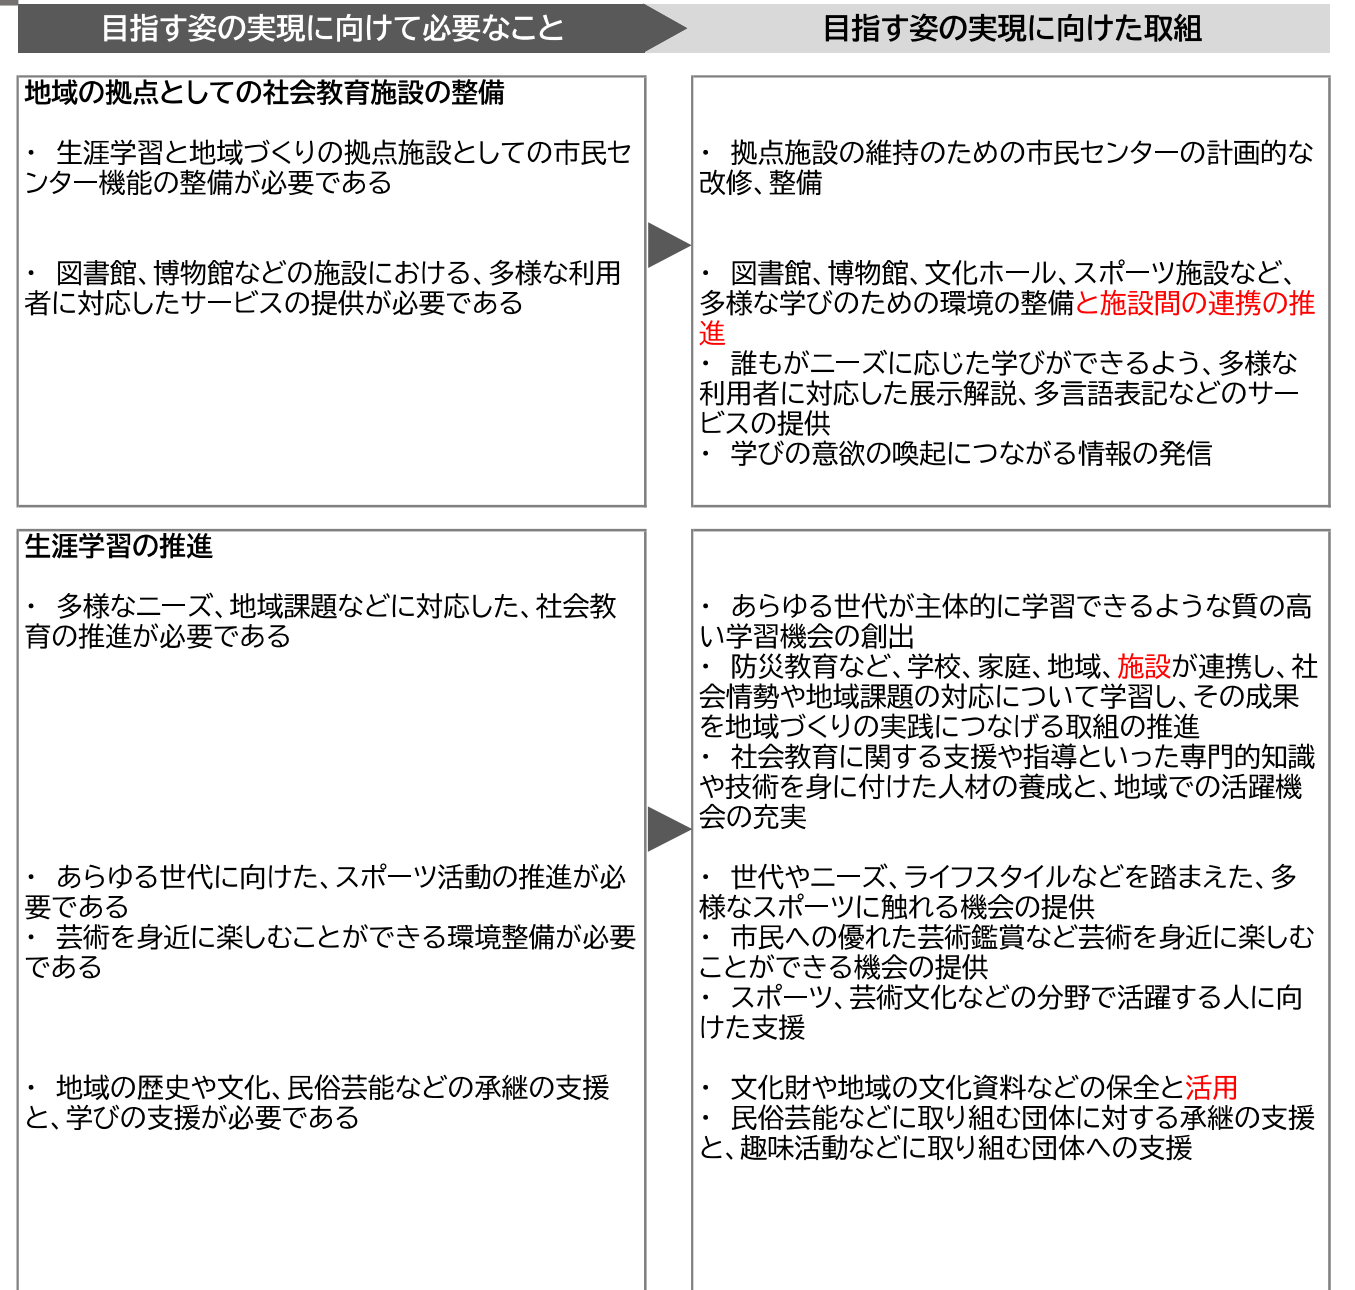 目指す姿の実現に向けて必要なこと
目指す姿の実現に向けた取組
地域の拠点としての社会教育施設の整備
・ 生涯学習と地域づくりの拠点施設としての市民セ
ンター機能の整備が必要である
・ 図書館、博物館などの施設における、多様な利用
者に対応したサービスの提供が必要である
・ 拠点施設の維持のための市民センターの計画的な
改修、整備
・ 図書館、博物館、文化ホール、スポーツ施設など、
多様な学びのための環境の整備と施設間の連携の推
進
・ 誰もがニーズに応じた学びができるよう、多様な
利用者に対応した展示解説、多言語表記などのサー
ビスの提供
・ 学びの意欲の喚起につながる情報の発信
生涯学習の推進
・ 多様なニーズ、地域課題などに対応した、社会教
育の推進が必要である
・ あらゆる世代に向けた、スポーツ活動の推進が必
要である
・ 芸術を身近に楽しむことができる環境整備が必要
である
・ 地域の歴史や文化、民俗芸能などの承継の支援
と、学びの支援が必要である
・ あらゆる世代が主体的に学習できるような質の高
い学習機会の創出
・ 防災教育など、学校、家庭、地域、施設が連携し、社
会情勢や地域課題の対応について学習し、その成果
を地域づくりの実践につなげる取組の推進
・ 社会教育に関する支援や指導といった専門的知識
や技術を身に付けた人材の養成と、地域での活躍機
会の充実
・ 世代やニーズ、ライフスタイルなどを踏まえた、多
様なスポーツに触れる機会の提供
・ 市民への優れた芸術鑑賞など芸術を身近に楽しむ
ことができる機会の提供
・ スポーツ、芸術文化などの分野で活躍する人に向
けた支援
・ 文化財や地域の文化資料などの保全と活用
・ 民俗芸能などに取り組む団体に対する承継の支援
と、趣味活動などに取り組む団体への支援